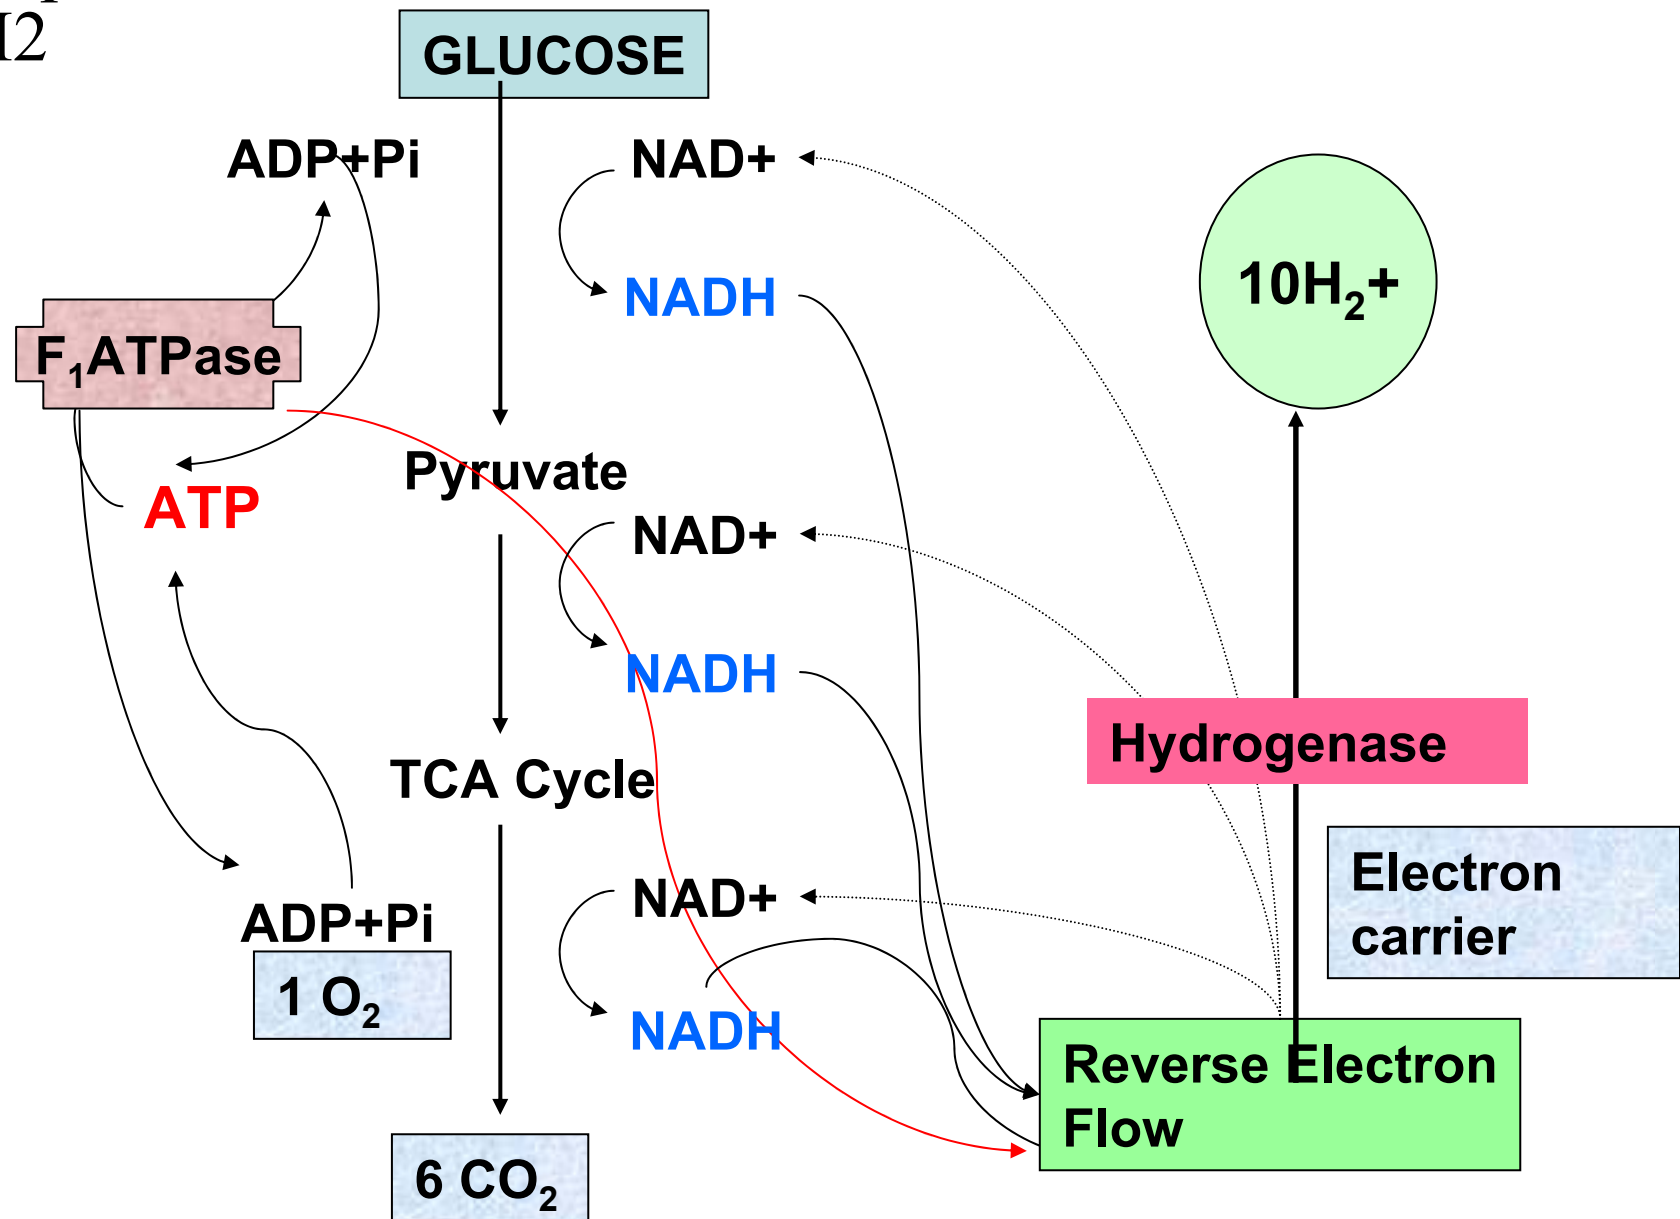 H2
GLUCOSE
ADP+Pi
NAD+
NADH
10H₂+
F₁ATPase
Pyruvate
ATP
NAD+
NADH
Hydrogenase
TCA Cycle
Electron
carrier
NAD+
ADP+Pi
1 O₂
NADH
Reverse Electron
Flow
6 CO₂